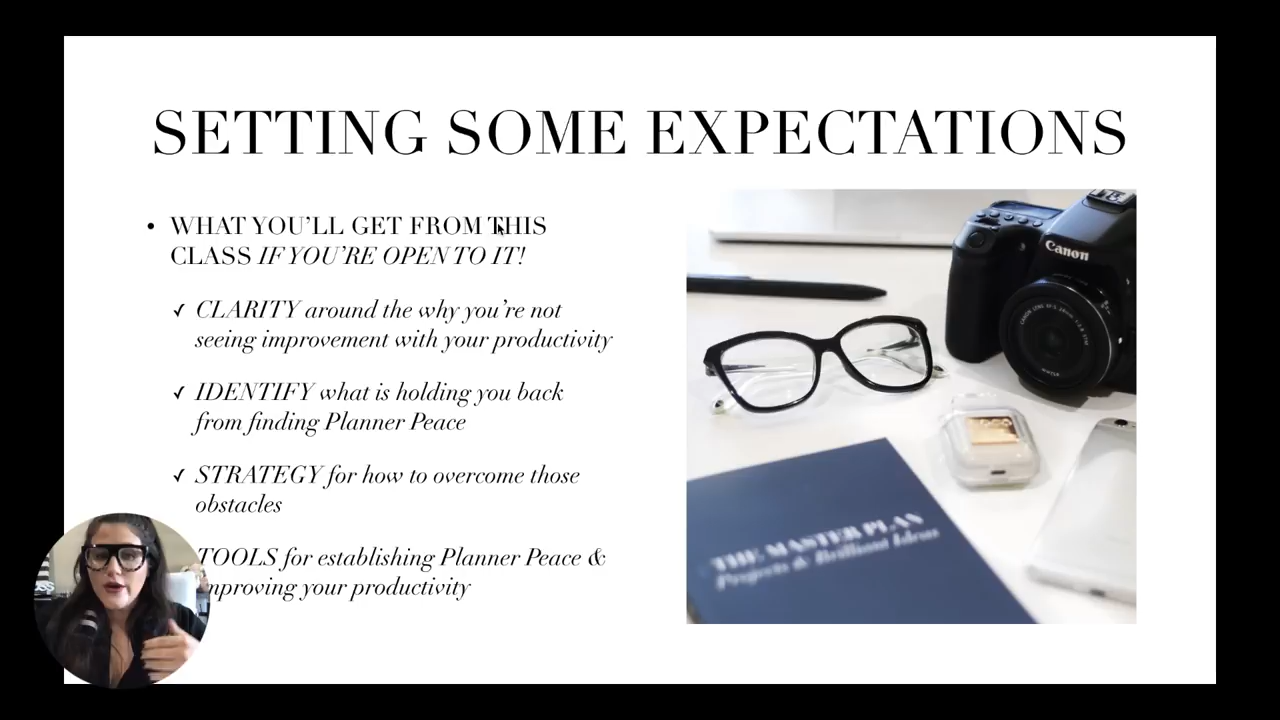 SETTING SOME EXPECTATIONS
• WHAT YOU'LL GET FROM THIS
CLASS IF YOU'RE OPEN TO IT!
✓ CLARITY around the why you're not
seeing improvement with your productivity
✓ IDENTIFY what is holding you back
from finding Planner Peace
✓ STRATEGY for how to overcome those
obstacles
TOOLS for establishing Planner Peace &
mproving your productivity
Canon
THE MASTER PLAN
Projects & Brilliant Ideas